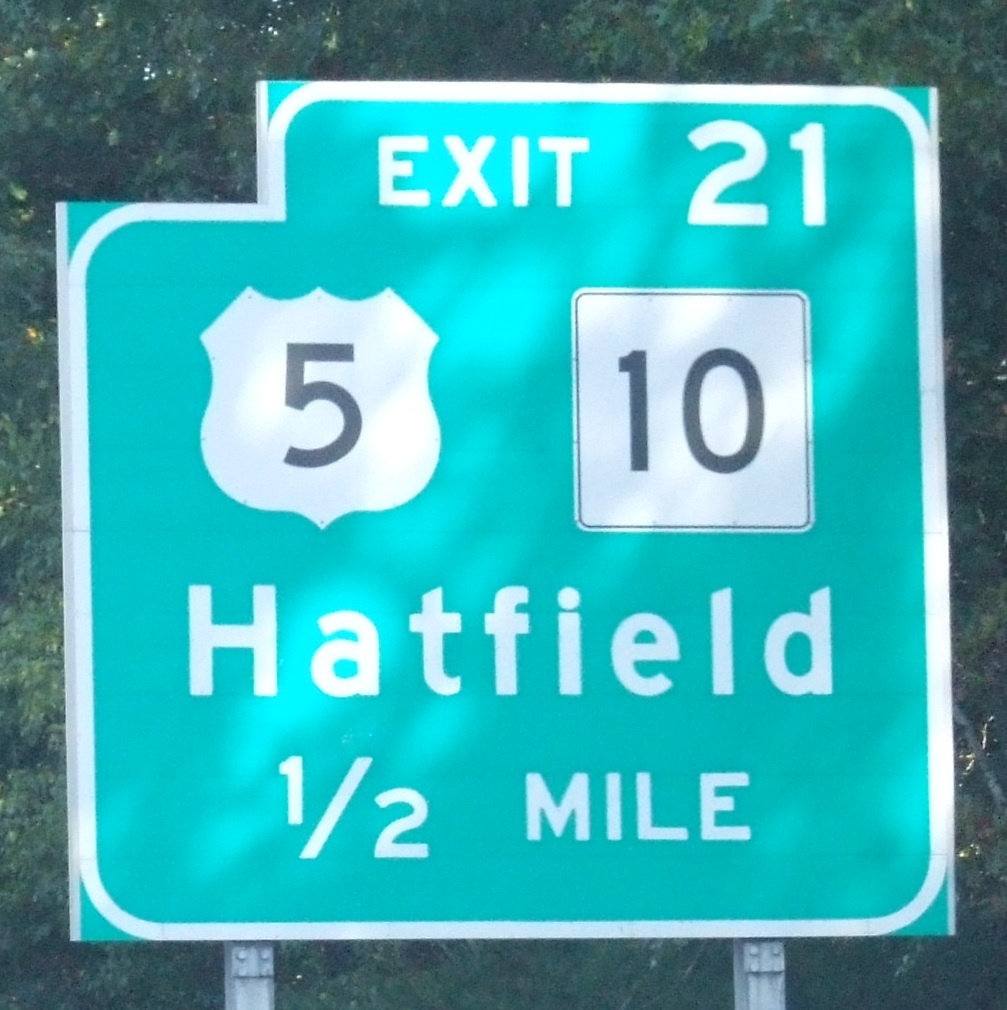 EXIT 21
5 10
Hatfield
1/2 MILE